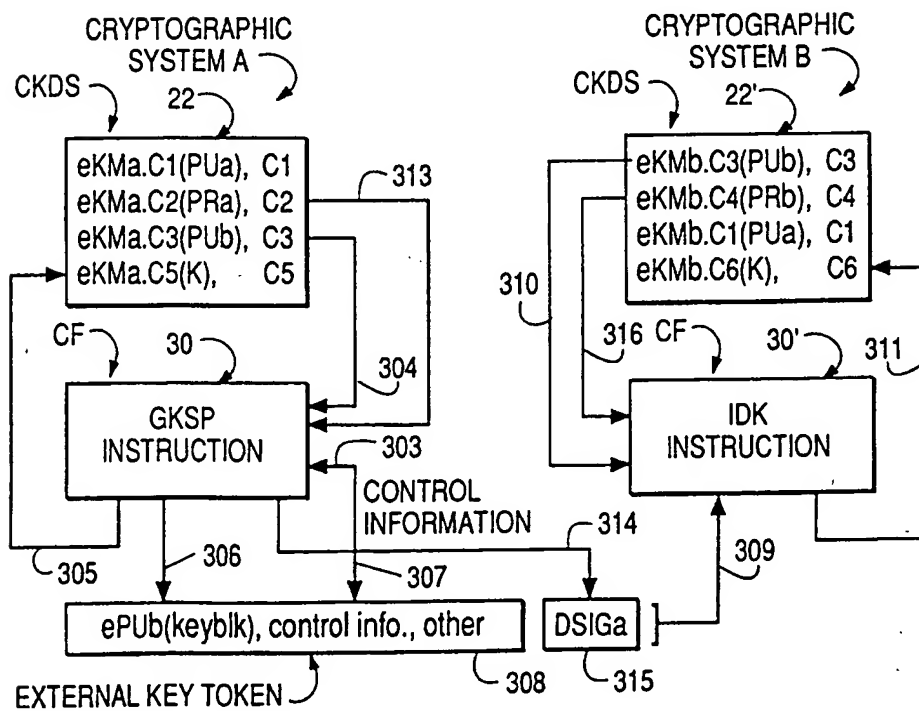 CRYPTOGRAPHIC
SYSTEM A
CKDS
22
eKMa.C1(PUa), C1
eKMa.C2(PRa), C2
eKMa.C3(PUb), C3
eKMa.C5(K), C5
313
CF
30
304
GKSP
INSTRUCTION
303
CONTROL
INFORMATION
305
306
307
314
ePUb(keyblk), control info., other
308
EXTERNAL KEY TOKEN
DSIGa
315
CRYPTOGRAPHIC
SYSTEM B
CKDS
22'
eKMb.C3(PUb), C3
eKMb.C4(PRb), C4
eKMb.C1(PUa), C1
eKMb.C6(K), C6
310
316
CF
30'
311
IDK
INSTRUCTION
309